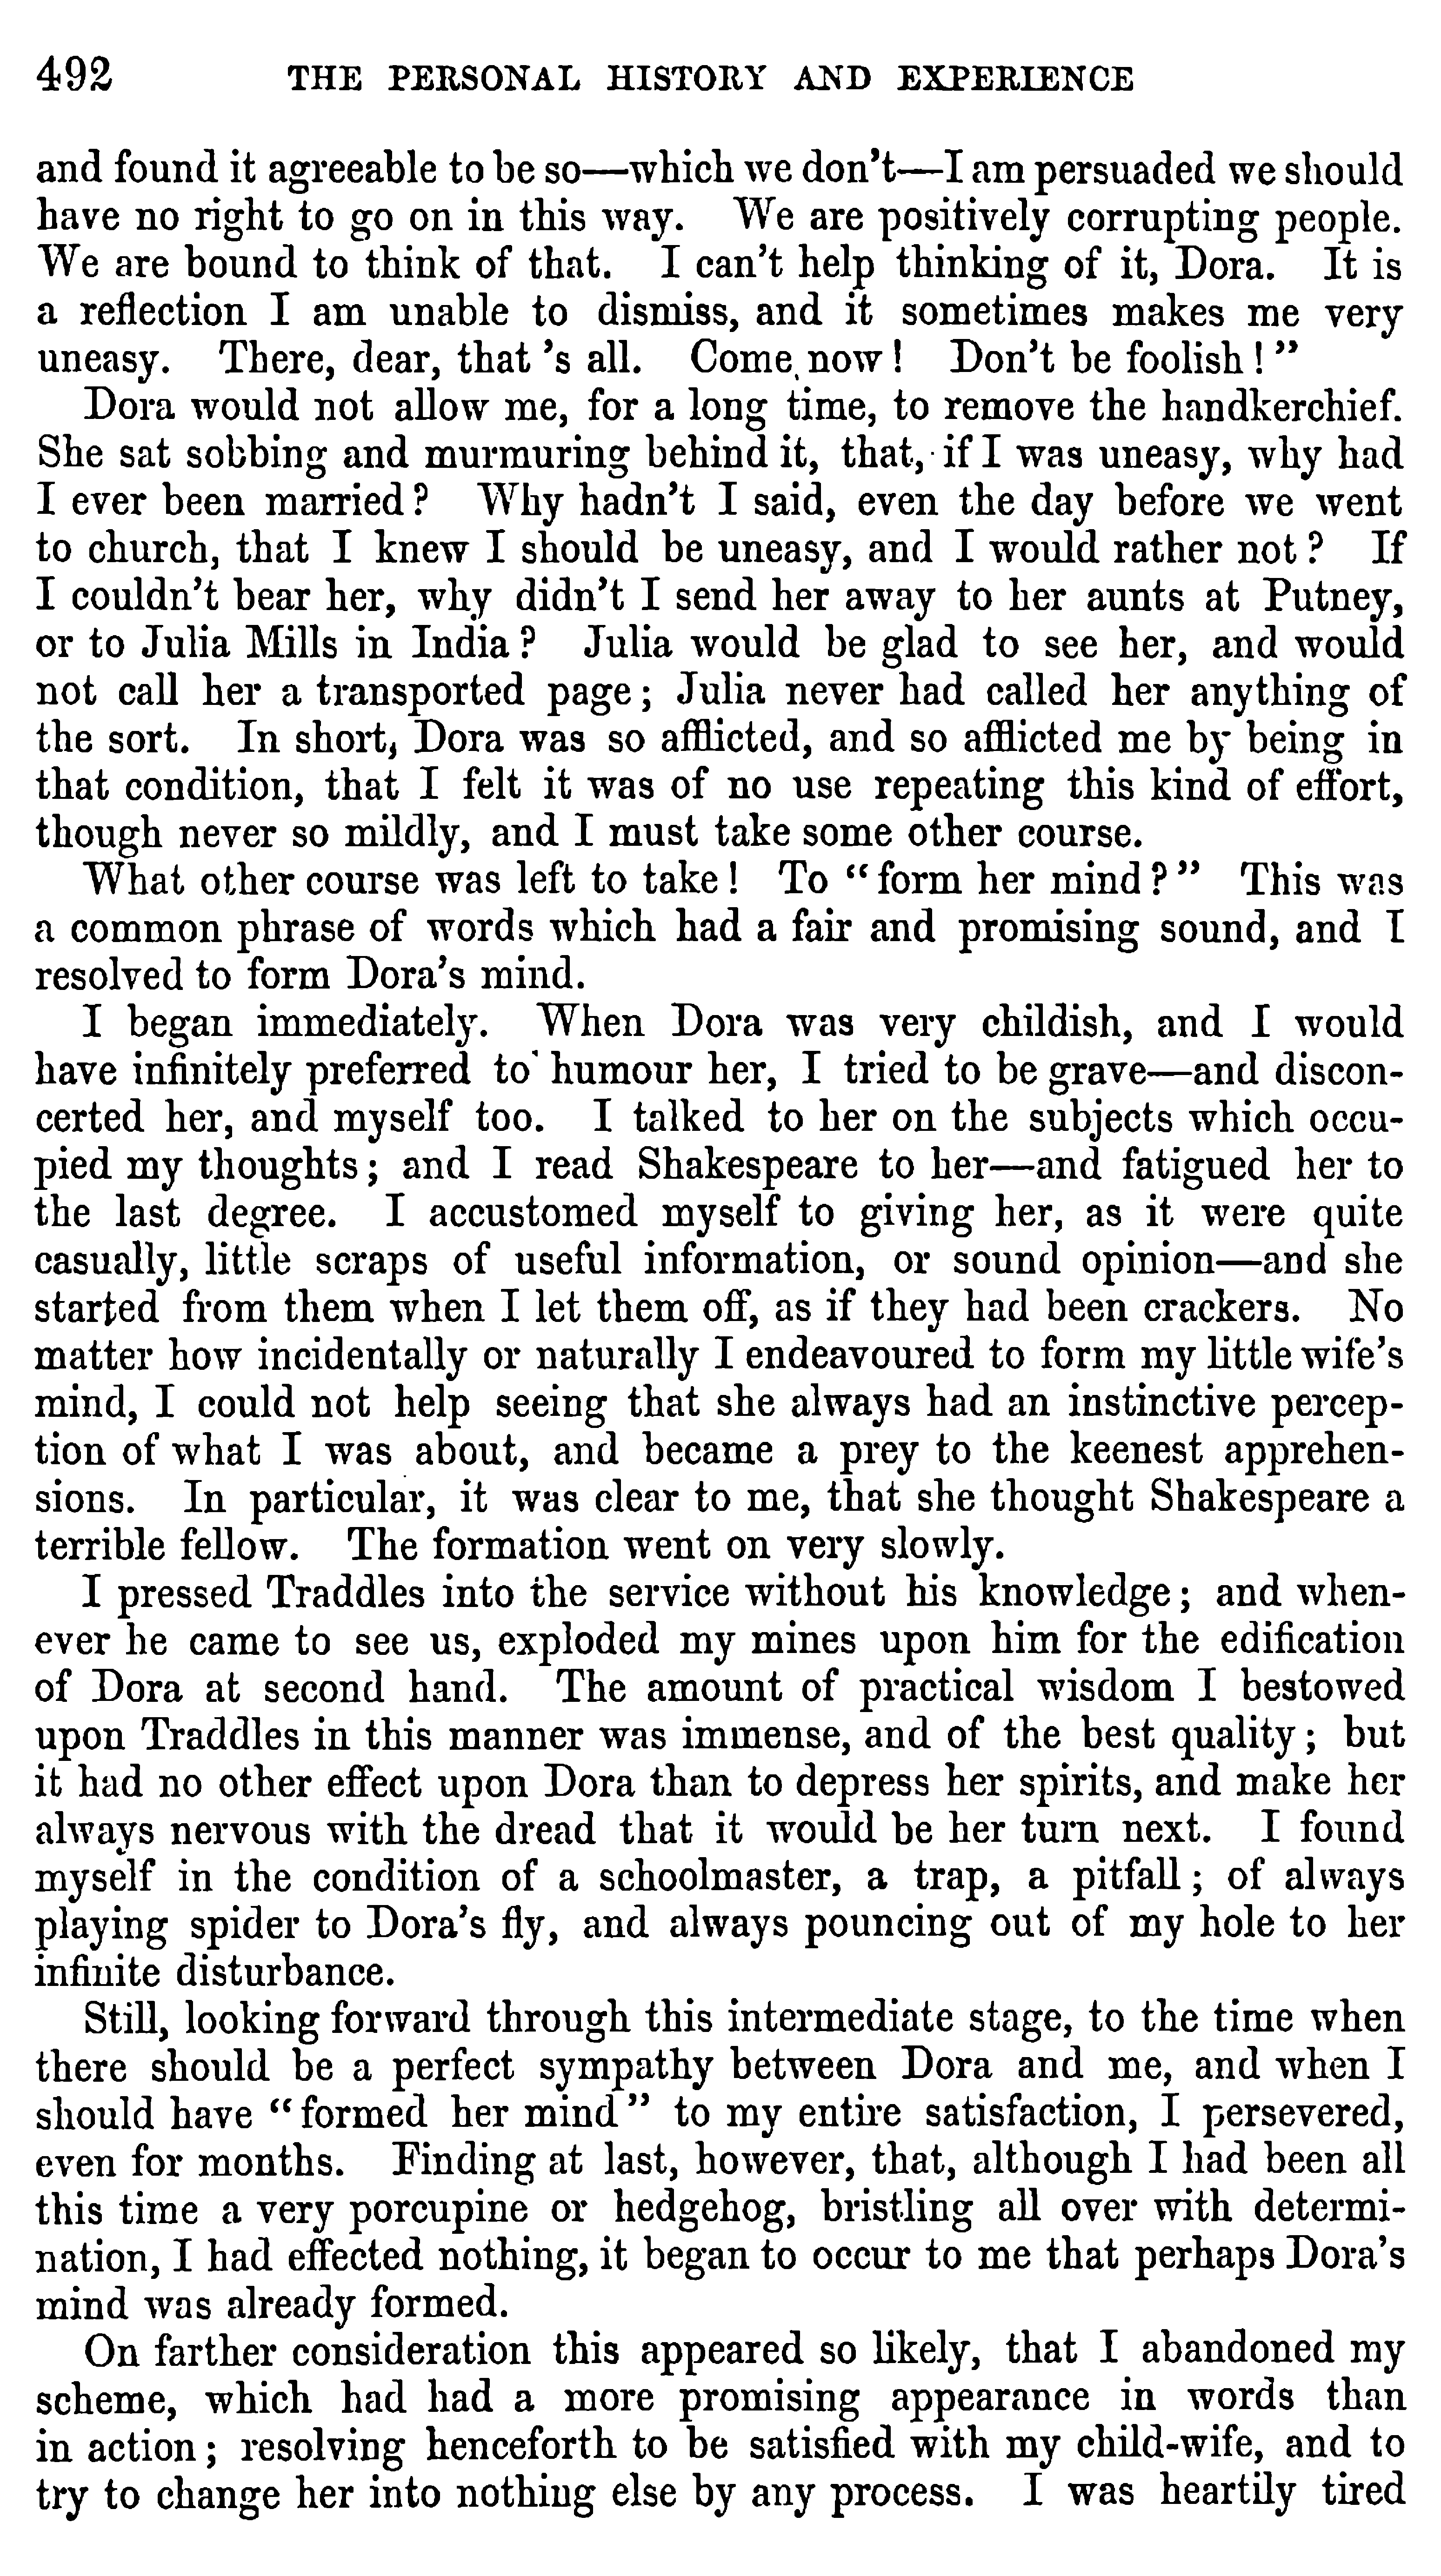 492 THE PERSONAL HISTORY AND EXPERIENCE
and found it agreeable to be so—which we don't—I am persuaded we should
have no right to go on in this way. We are positively corrupting people.
We are bound to think of that. I can't help thinking of it, Dora. It is
a reflection I am unable to dismiss, and it sometimes makes me very
uneasy. There, dear, that 's all. Come, now! Don't be foolish!"
Dora would not allow me, for a long time, to remove the handkerchief.
She sat sobbing and murmuring behind it, that, if I was uneasy, why had
I ever been married? Why hadn't I said, even the day before we went
to church, that I knew I should be uneasy, and I would rather not? If
I couldn't bear her, why didn't I send her away to her aunts at Putney,
or to Julia Mills in India? Julia would be glad to see her, and would
not call her a transported page; Julia never had called her anything of
the sort. In short, Dora was so afflicted, and so afflicted me by being in
that condition, that I felt it was of no use repeating this kind of effort,
though never so mildly, and I must take some other course.
What other course was left to take! To "form her mind?" This was
a common phrase of words which had a fair and promising sound, and I
resolved to form Dora's mind.
I began immediately. When Dora was very childish, and I would
have infinitely preferred to humour her, I tried to be grave—and discon-
certed her, and myself too. I talked to her on the subjects which occu-
pied my thoughts; and I read Shakespeare to her—and fatigued her to
the last degree. I accustomed myself to giving her, as it were quite
casually, little scraps of useful information, or sound opinion—and she
started from them when I let them off, as if they had been crackers. No
matter how incidentally or naturally I endeavoured to form my little wife's
mind, I could not help seeing that she always had an instinctive percep-
tion of what I was about, and became a prey to the keenest apprehen-
sions. In particular, it was clear to me, that she thought Shakespeare a
terrible fellow. The formation went on very slowly.
I pressed Traddles into the service without his knowledge; and when-
ever he came to see us, exploded my mines upon him for the edification
of Dora at second hand. The amount of practical wisdom I bestowed
upon Traddles in this manner was immense, and of the best quality; but
it had no other effect upon Dora than to depress her spirits, and make her
always nervous with the dread that it would be her turn next. I found
myself in the condition of a schoolmaster, a trap, a pitfall; of always
playing spider to Dora's fly, and always pouncing out of my hole to her
infinite disturbance.
Still, looking forward through this intermediate stage, to the time when
there should be a perfect sympathy between Dora and me, and when I
should have "formed her mind" to my entire satisfaction, I persevered,
even for months. Finding at last, however, that, although I had been all
this time a very porcupine or hedgehog, bristling all over with determi-
nation, I had effected nothing, it began to occur to me that perhaps Dora's
mind was already formed.
On farther consideration this appeared so likely, that I abandoned my
scheme, which had had a more promising appearance in words than
in action; resolving henceforth to be satisfied with my child-wife, and to
try to change her into nothing else by any process. I was heartily tired